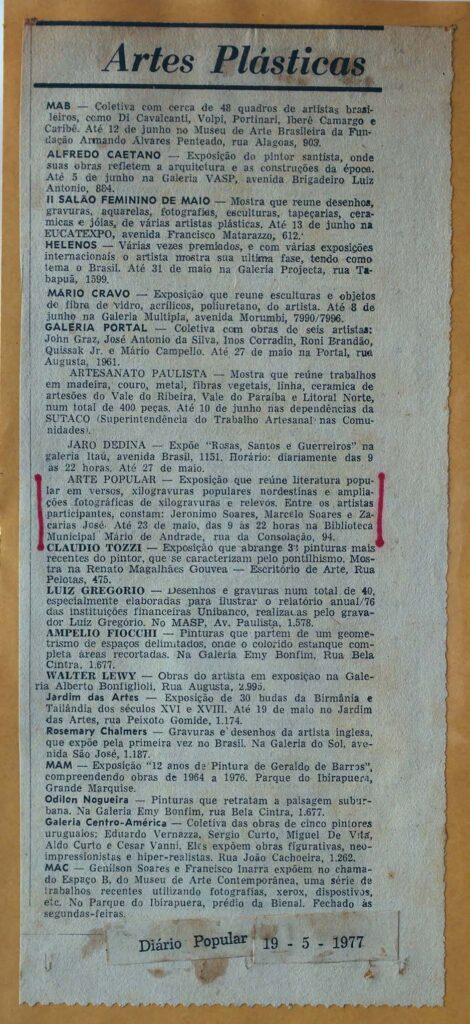 Artes Plásticas
MAB — Coletiva com cerca de 48 quadros de artistas brasi-
leiros, como Di Cavalcanti, Volpi, Portinari, Iberê Camargo e
Caribê. Até 12 de junho no Museu de Arte Brasileira da Fun-
dação Armando Alvares Penteado, rua Alagoas, 903.
ALFREDO CAETANO — Exposição do pintor santista, onde
suas obras refletem a arquitetura e as construções da época.
Até 5 de junho na Galeria VASP, avenida Brigadeiro Luiz
Antonio, 884.
II SALÃO FEMININO DE MAIO — Mostra que reune desenhos,
gravuras, aquarelas, fotografias, esculturas, tapeçarias, cera-
micas e jóias, de várias artistas plásticas. Até 13 de junho na
EUCATEXPO, avenida Francisco Matarazzo, 612.
HELENOS — Várias vezes premiados, e com várias exposições
internacionais o artista mostra sua ultima fase, tendo como
tema o Brasil. Até 31 de maio na Galeria Projecta, rua Ta-
bapuã, 1599.
MÁRIO CRAVO — Exposição que reune esculturas e objetos
de fibra de vidro, acrílicos, poliuretano, do artista. Até 8 de
junho na Galeria Multipla, avenida Morumbi, 7990/7996.
GALERIA PORTAL — Coletiva com obras de seis artistas:
John Graz, José Antonio da Silva, Inos Corradin, Roni Brandão,
Quissak Jr. e Mário Campello. Até 27 de maio na Portal, rua
Augusta, 1961.
ARTESANATO PAULISTA — Mostra que reúne trabalhos
em madeira, couro, metal, fibras vegetais, linha, ceramica de
artesões do Vale do Ribeira, Vale do Paraíba e Litoral Norte,
num total de 400 peças. Até 10 de junho nas dependências da
SUTACO (Superintendência do Trabalho Artesanal nas Comu-
nidades).
JARO DEDINA — Expõe "Rosas, Santos e Guerreiros" na
galeria Itaú, avenida Brasil, 1151. Horário: diariamente das 9
às 22 horas. Até 27 de maio.
ARTE POPULAR — Exposição que reúne literatura popu-
lar em versos, xilogravuras populares nordestinas e amplia-
ções fotográficas de xilogravuras e relevos. Entre os artistas
participantes, constam: Jeronimo Soares, Marcelo Soares e Za-
carias José. Até 23 de maio, das 9 às 22 horas na Biblioteca
Municipal Mário de Andrade, rua da Consolação, 94.
CLAUDIO TOZZI — Exposição que abrange 33 pinturas mais
recentes do pintor, que se caracterizam pelo pontilhismo. Mos-
tra na Renato Magalhães Gouvea — Escritório de Arte, Rua
Pelotas, 475.
LUIZ GREGORIO — Desenhos e gravuras num total de 40,
especialmente elaboradas para ilustrar o relatório anual/76
das instituições financeiras Unibanco, realizadas pelo grava-
dor Luiz Gregório. No MASP, Av. Paulista, 1.578.
AMPELIO FIOCCHI — Pinturas que partem de um geome-
trismo de espaços delimitados, onde o colorido estanque com-
pleta áreas recortadas. Na Galeria Emy Bonfim, Rua Bela
Cintra, 1.677.
WALTER LEWY — Obras do artista em exposição na Gale-
ria Alberto Bonfiglioli, Rua Augusta, 2.995.
Jardim das Artes — Exposição de 30 budas da Birmânia e
Tailândia dos séculos XVI e XVIII. Até 19 de maio no Jardim
das Artes, rua Peixoto Gomide, 1.174.
Rosemary Chalmers — Gravuras e desenhos da artista inglesa,
que expõe pela primeira vez no Brasil. Na Galeria do Sol, ave-
nida São José, 1.187.
MAM — Exposição "12 anos de Pintura de Geraldo de Barros",
compreendendo obras de 1964 a 1976. Parque do Ibirapuera,
Grande Marquise.
Odilon Nogueira — Pinturas que retratam a paisagem subur-
bana. Na Galeria Emy Bonfim, rua Bela Cintra, 1.677.
Galeria Centro-América — Coletiva das obras de cinco pintores
uruguaios; Eduardo Vernazza, Sergio Curto, Miguel De Vita,
Aldo Curto e Cesar Vanni. Eles expõem obras figurativas, neo-
impressionistas e hiper-realistas. Rua João Cachoeira, 1.262.
MAC — Genilson Soares e Francisco Inarra expõem no chama-
do Espaço B, do Museu de Arte Contemporânea, uma série de
trabalhos recentes utilizando fotografias, xerox, dispostivos,
etc. No Parque do Ibirapuera, prédio da Bienal. Fechado às
segundas-feiras.
Diário Popular 19 - 5 - 1977